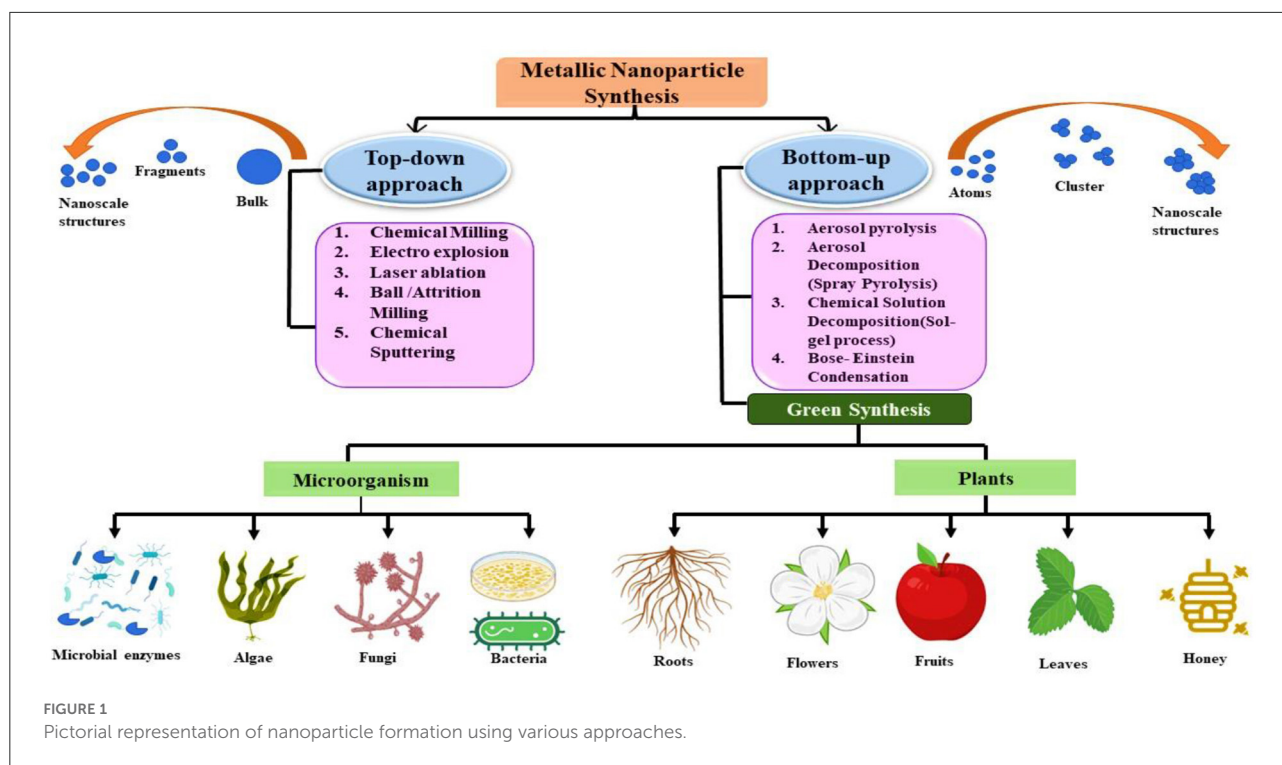 Metallic Nanoparticle
Synthesis
Top-down
approach
Bottom-up
approach
Fragments
Nanoscale
structures
Bulk
Atoms
Cluster
Nanoscale
structures
1. Chemical Milling
2. Electro explosion
3. Laser ablation
4. Ball /Attrition
Milling
5. Chemical
Sputtering
1. Aerosol pyrolysis
2. Aerosol
Decomposition
(Spray Pyrolysis)
3. Chemical Solution
Decomposition(Sol-
gel process)
4. Bose- Einstein
Condensation
Green Synthesis
Microorganism
Plants
Microbial enzymes
Algae
Fungi
Bacteria
Roots
Flowers
Fruits
Leaves
Honey
FIGURE 1
Pictorial representation of nanoparticle formation using various approaches.